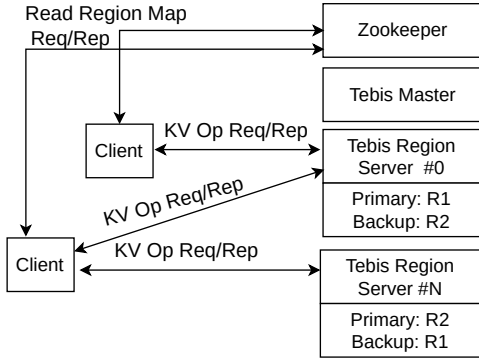 Read Region Map
Req/Rep
Zookeeper
Tebis Master
Client
KV Op Req/Rep
Tebis Region
Server #0
Primary: R1
Backup: R2
KV Op Req/Rep
Client
KV Op Req/Rep
Tebis Region
Server #N
Primary: R2
Backup: R1